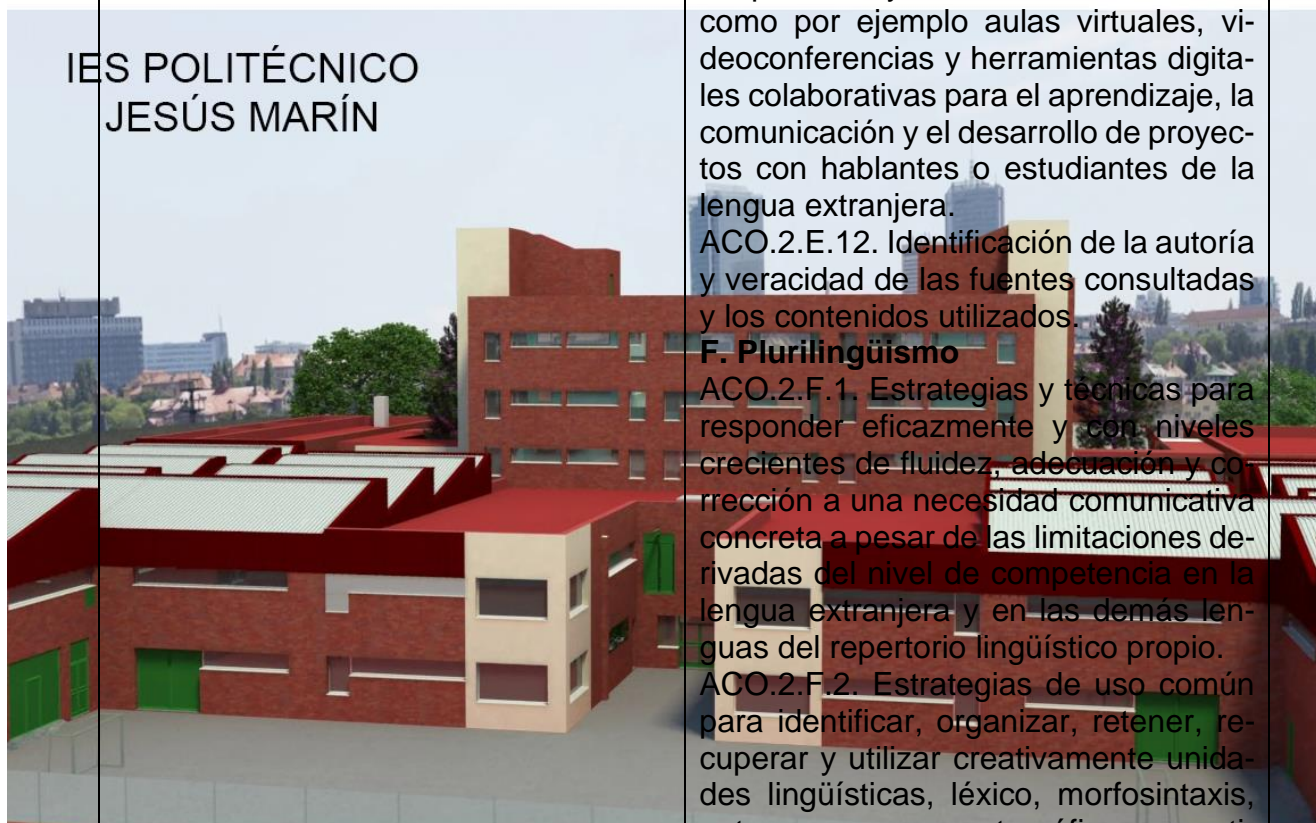 IES POLITÉCNICO
JESÚS MARÍN
como por ejemplo aulas virtuales, vi-
deoconferencias y herramientas digita-
les colaborativas para el aprendizaje, la
comunicación y el desarrollo de proyec-
tos con hablantes o estudiantes de la
lengua extranjera.
ACO.2.E.12. Identificación de la autoría
y veracidad de las fuentes consultadas
y los contenidos utilizados.
F. Plurilingüismo
ACO.2.F.1. Estrategias y técnicas para
responder eficazmente y con niveles
crecientes de fluidez, adecuación y co-
rrección a una necesidad comunicativa
concreta a pesar de las limitaciones de-
rivadas del nivel de competencia en la
lengua extranjera y en las demás len-
guas del repertorio lingüístico propio.
ACO.2.F.2. Estrategias de uso común
para identificar, organizar, retener, re-
cuperar y utilizar creativamente unida-
des lingüísticas, léxico, morfosintaxis,